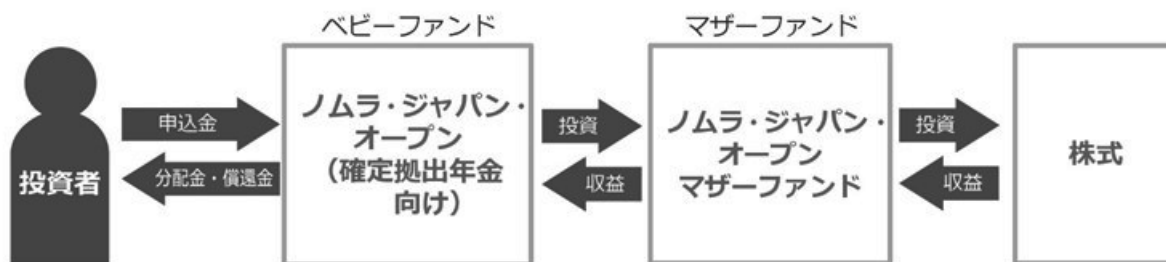 ベビーファンド
マザーファンド
投資者
申込金
分配金・償還金
ノムラ・ジャパン・
オープン
（確定拠出年金
向け）
投資
収益
ノムラ・ジャパン・
オープン
マザーファンド
投資
収益
株式